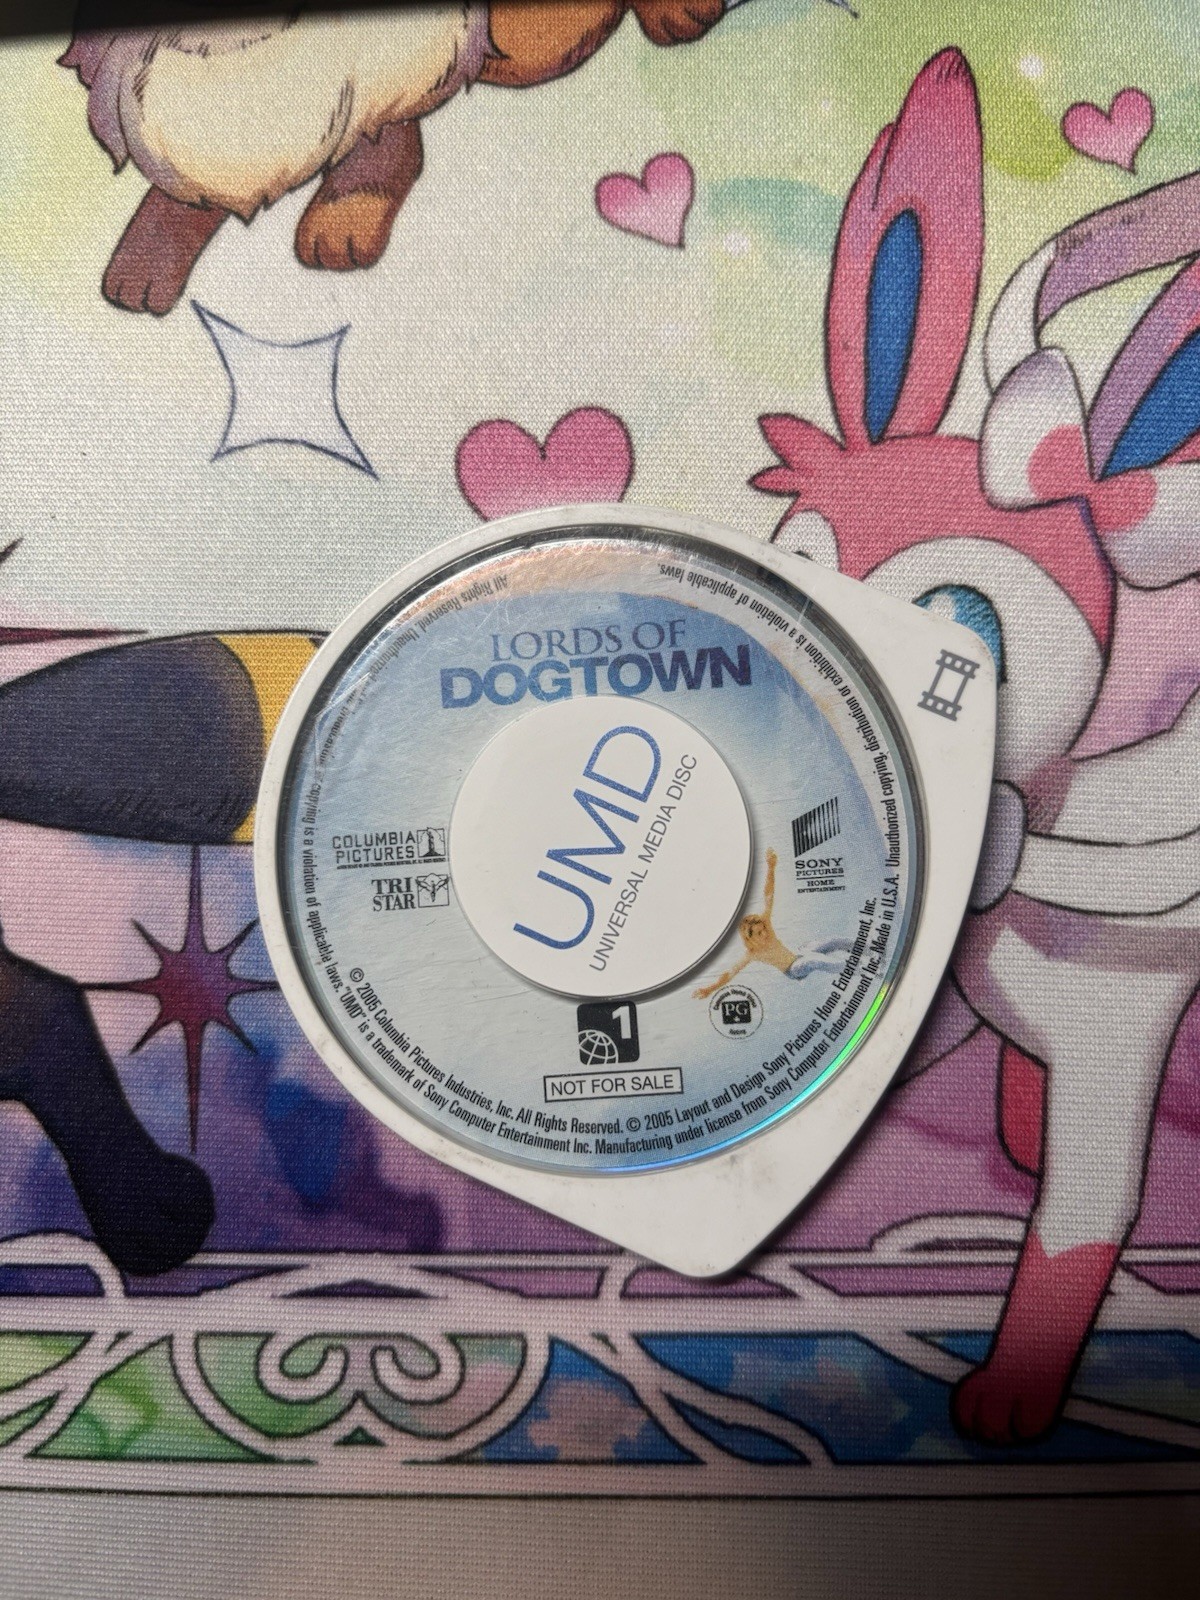 LORDS OF
DOGTOWN
UMD
UNIVERSAL MEDIA DISC
COLUMBIA
PICTURES
TRI
STAR
SONY
PICTURES
HOME
ENTERTAINMENT
PG
1
NOT FOR SALE
© 2005 Columbia Pictures Industries, Inc. All Rights Reserved. © 2005 Layout and Design Sony Pictures Home Entertainment, Inc.
All Rights Reserved
copying is a violation of applicable laws. "UMD" is a trademark of Sony Computer Entertainment Inc. Manufacturing under license from Sony Computer Entertainment Inc. Made in U.S.A. Unauthorized copying, distribution or exhibition is a violation of applicable laws.